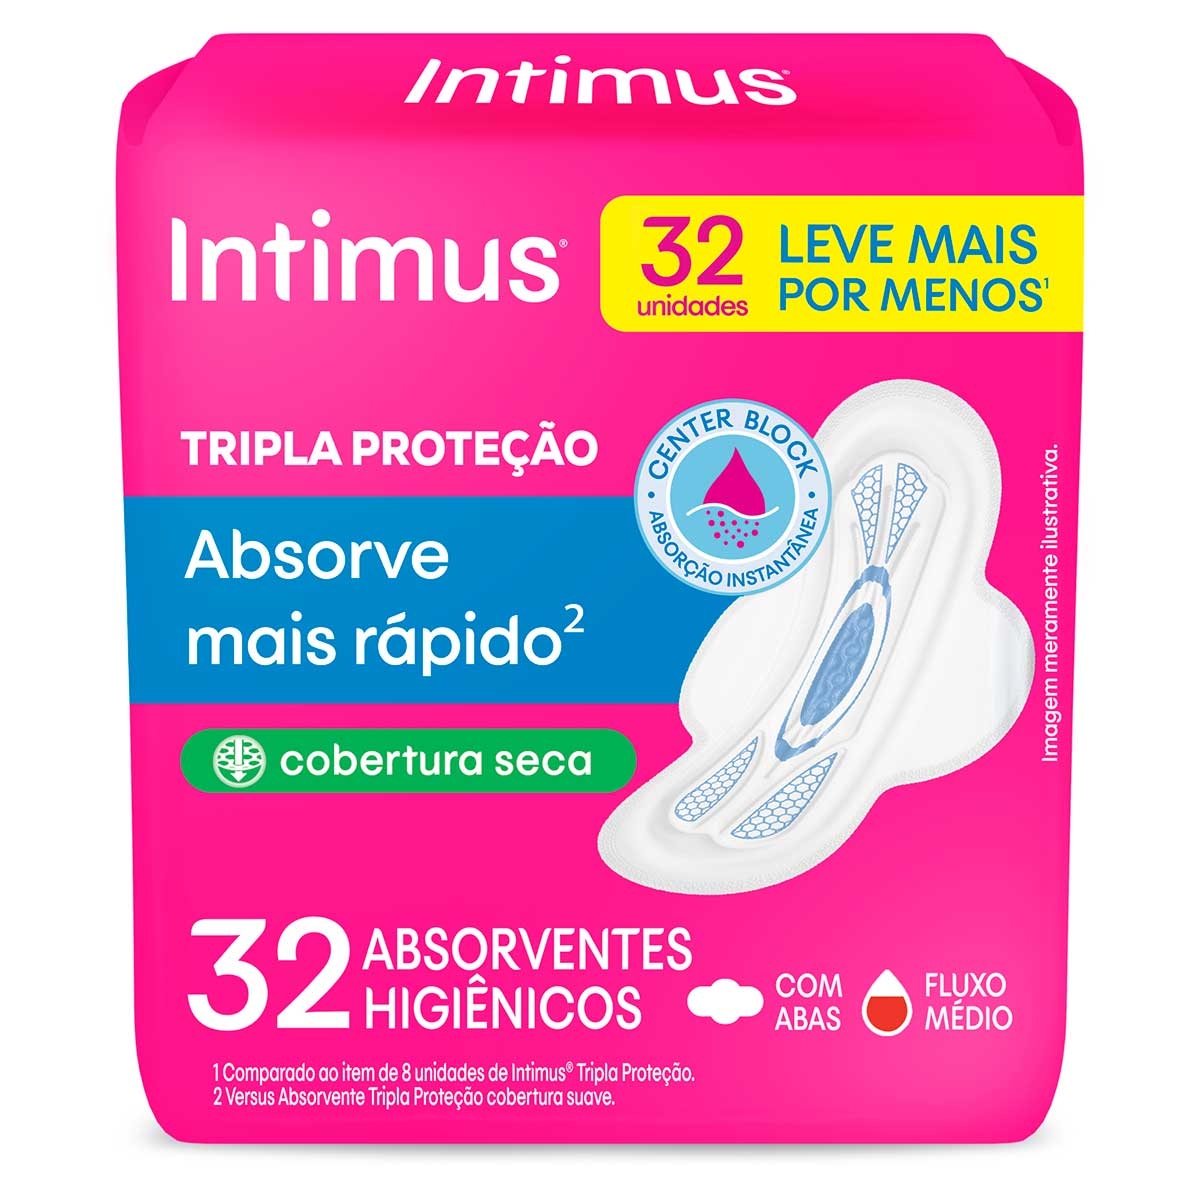 Intimus®
Intimus®
32
unidades
LEVE MAIS
POR MENOS¹
TRIPLA PROTEÇÃO
CENTER BLOCK
ABSORÇÃO INSTANTÂNEA
Absorve
mais rápido²
cobertura seca
Imagem meramente ilustrativa.
32 ABSORVENTES
HIGIÊNICOS
COM
ABAS
FLUXO
MÉDIO
1 Comparado ao item de 8 unidades de Intimus® Tripla Proteção.
2 Versus Absorvente Tripla Proteção cobertura suave.